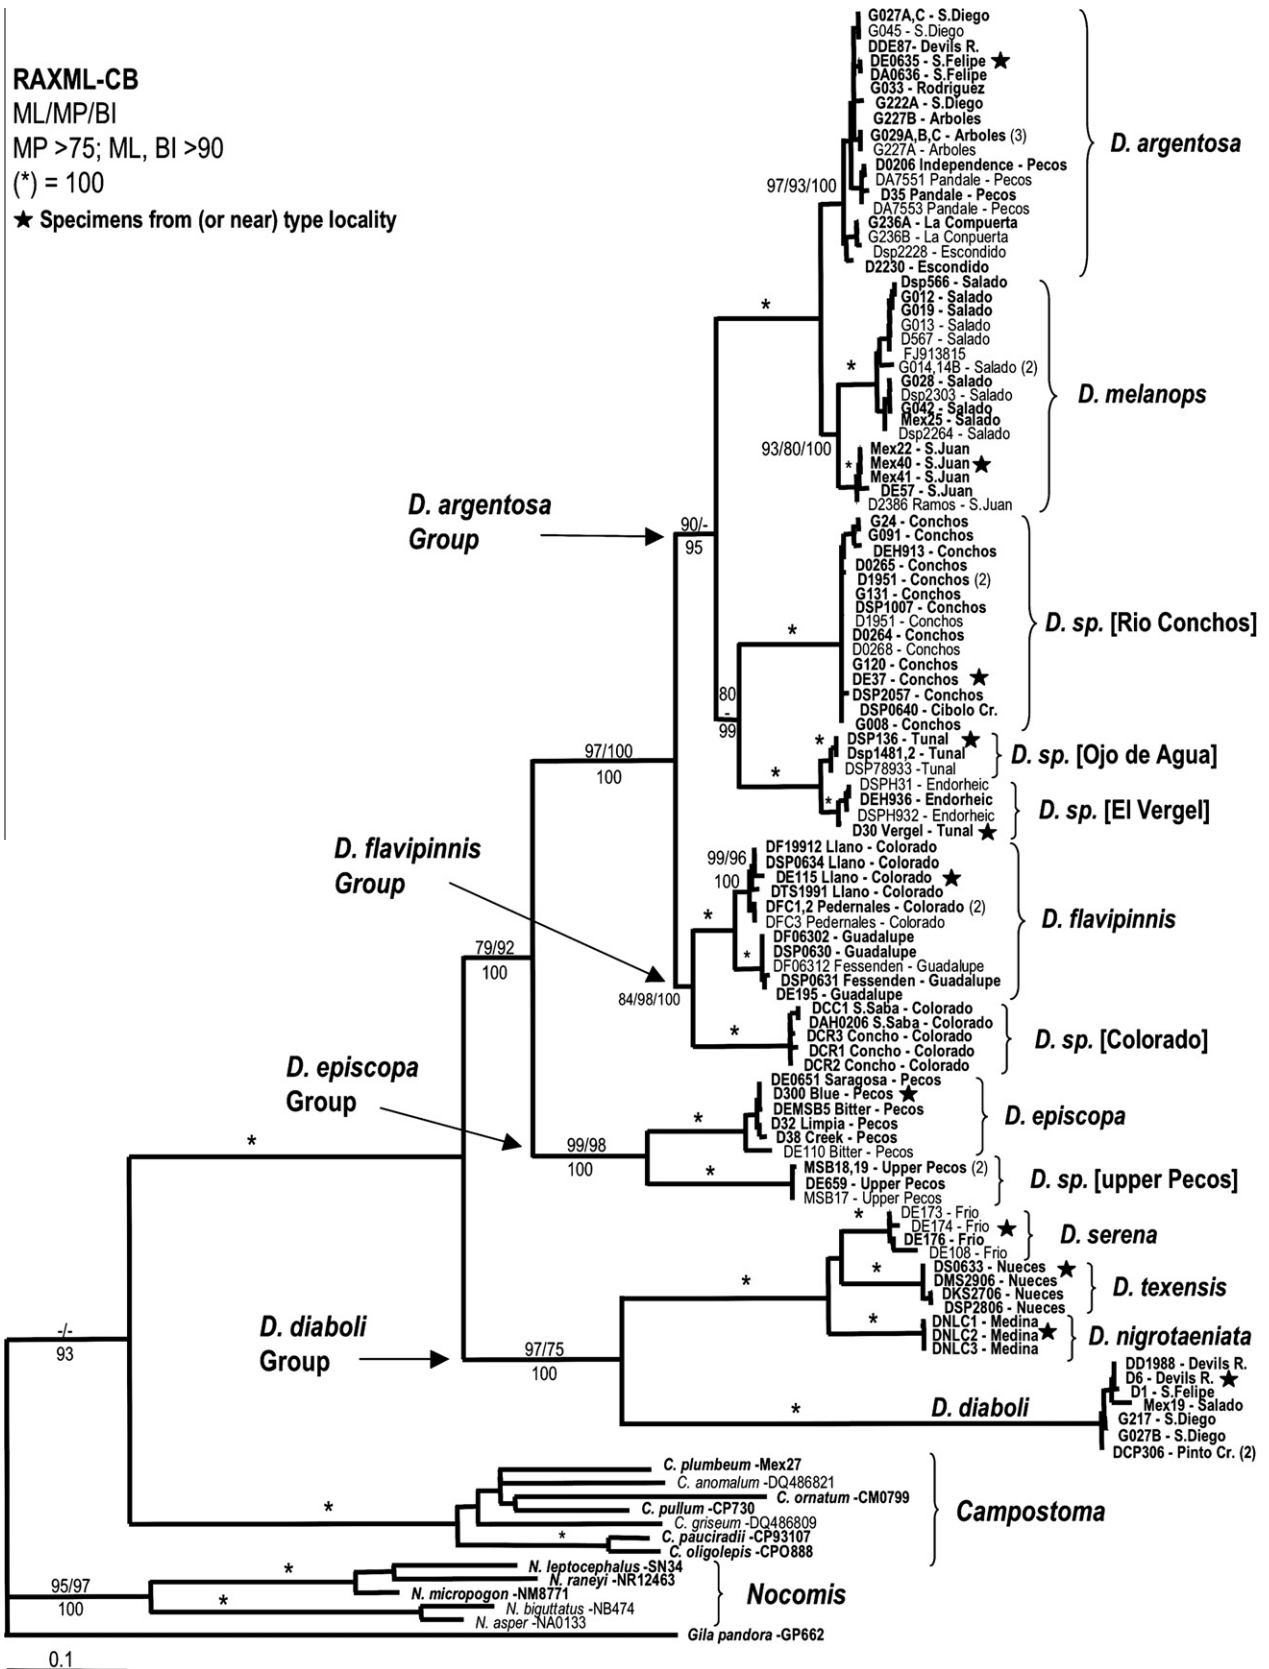 RAXML-CB
ML/MP/BI
MP >75; ML, BI >90
(*) = 100
★ Specimens from (or near) type locality
G027A,C - S.Diego
G045 - S.Diego
DDE87- Devils R.
DE0635 - S.Felipe ★
DA0636 - S.Felipe
G033 - Rodriguez
G222A - S.Diego
G227B - Arboles
G029A,B,C - Arboles (3)
G227A - Arboles
D0206 Independence - Pecos
DA7551 Pandale - Pecos
D35 Pandale - Pecos
DA7553 Pandale - Pecos
G236A - La Compuerta
G236B - La Conpuerta
Dsp2228 - Escondido
D2230 - Escondido
D. argentosa
97/93/100
*
Dsp566 - Salado
G012 - Salado
G019 - Salado
G013 - Salado
D567 - Salado
FJ913815
G014,14B - Salado (2)
G028 - Salado
Dsp2303 - Salado
G042 - Salado
Mex25 - Salado
Dsp2264 - Salado
Mex22 - S.Juan
Mex40 - S.Juan ★
Mex41 - S.Juan
DE57 - S.Juan
D2386 Ramos - S.Juan
D. melanops
*
93/80/100
*
D. argentosa
Group
90/-
95
G24 - Conchos
G091 - Conchos
DEH913 - Conchos
D0265 - Conchos
D1951 - Conchos (2)
G131 - Conchos
DSP1007 - Conchos
D1951 - Conchos
D0264 - Conchos
D0268 - Conchos
G120 - Conchos
DE37 - Conchos ★
DSP2057 - Conchos
DSP0640 - Cibolo Cr.
G008 - Conchos
D. sp. [Rio Conchos]
*
80
-
99
DSP136 - Tunal ★
Dsp1481,2 - Tunal
DSP78933 -Tunal
D. sp. [Ojo de Agua]
*
*
DSPH31 - Endorheic
DEH936 - Endorheic
DSPH932 - Endorheic
D30 Vergel - Tunal ★
D. sp. [El Vergel]
*
97/100
100
D. flavipinnis
Group
DF19912 Llano - Colorado
DSP0634 Llano - Colorado
DE115 Llano - Colorado ★
DTS1991 Llano - Colorado
DFC1,2 Pedernales - Colorado (2)
DFC3 Pedernales - Colorado
DF06302 - Guadalupe
DSP0630 - Guadalupe
DF06312 Fessenden - Guadalupe
DSP0631 Fessenden - Guadalupe
DE195 - Guadalupe
D. flavipinnis
99/96
100
*
*
84/98/100
79/92
100
DCC1 S.Saba - Colorado
DAH0206 S.Saba - Colorado
DCR3 Concho - Colorado
DCR1 Concho - Colorado
DCR2 Concho - Colorado
D. sp. [Colorado]
*
D. episcopa
Group
DE0651 Saragosa - Pecos
D300 Blue - Pecos ★
DEMSB5 Bitter - Pecos
D32 Limpia - Pecos
D38 Creek - Pecos
DE110 Bitter - Pecos
D. episcopa
*
*
99/98
100
MSB18,19 - Upper Pecos (2)
DE659 - Upper Pecos
MSB17 - Upper Pecos
D. sp. [upper Pecos]
*
DE173 - Frio
DE174 - Frio ★
DE176 - Frio
DE108 - Frio
D. serena
*
DS0633 - Nueces ★
DMS2906 - Nueces
DKS2706 - Nueces
DSP2806 - Nueces
D. texensis
*
*
DNLC1 - Medina
DNLC2 - Medina ★
DNLC3 - Medina
D. nigrotaeniata
*
D. diaboli
Group
97/75
100
-/-
93
DD1988 - Devils R.
D6 - Devils R. ★
D1 - S.Felipe
Mex19 - Salado
G217 - S.Diego
G027B - S.Diego
DCP306 - Pinto Cr. (2)
D. diaboli
*
C. plumbeum -Mex27
C. anomalum -DQ486821
C. ornatum -CM0799
C. pullum -CP730
C. griseum -DQ486809
C. pauciradii -CP93107
C. oligolepis -CPO888
Campostoma
*
*
N. leptocephalus -SN34
N. raneyi -NR12463
N. micropogon -NM8771
N. biguttatus -NB474
N. asper -NA0133
Nocomis
*
*
95/97
100
Gila pandora -GP662
0.1